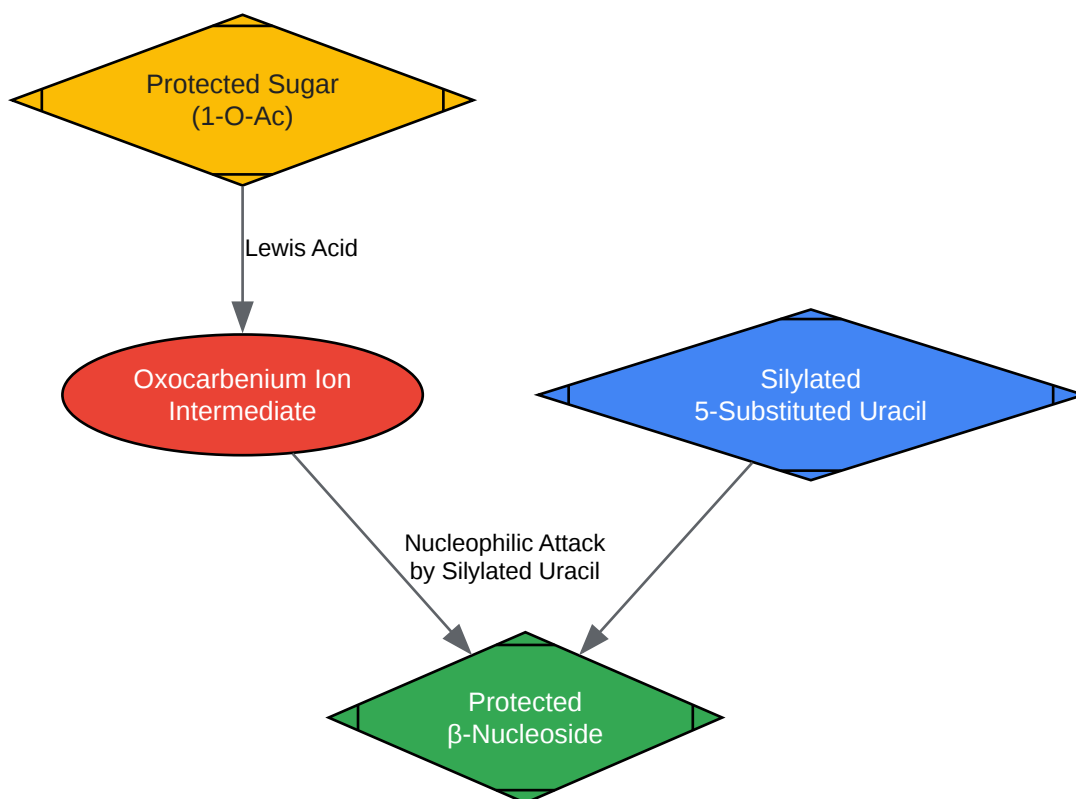 Protected Sugar
(1-O-Ac)
Lewis Acid
Oxocarbenium Ion
Intermediate
Silylated
5-Substituted Uracil
Nucleophilic Attack
by Silylated Uracil
Protected
β-Nucleoside